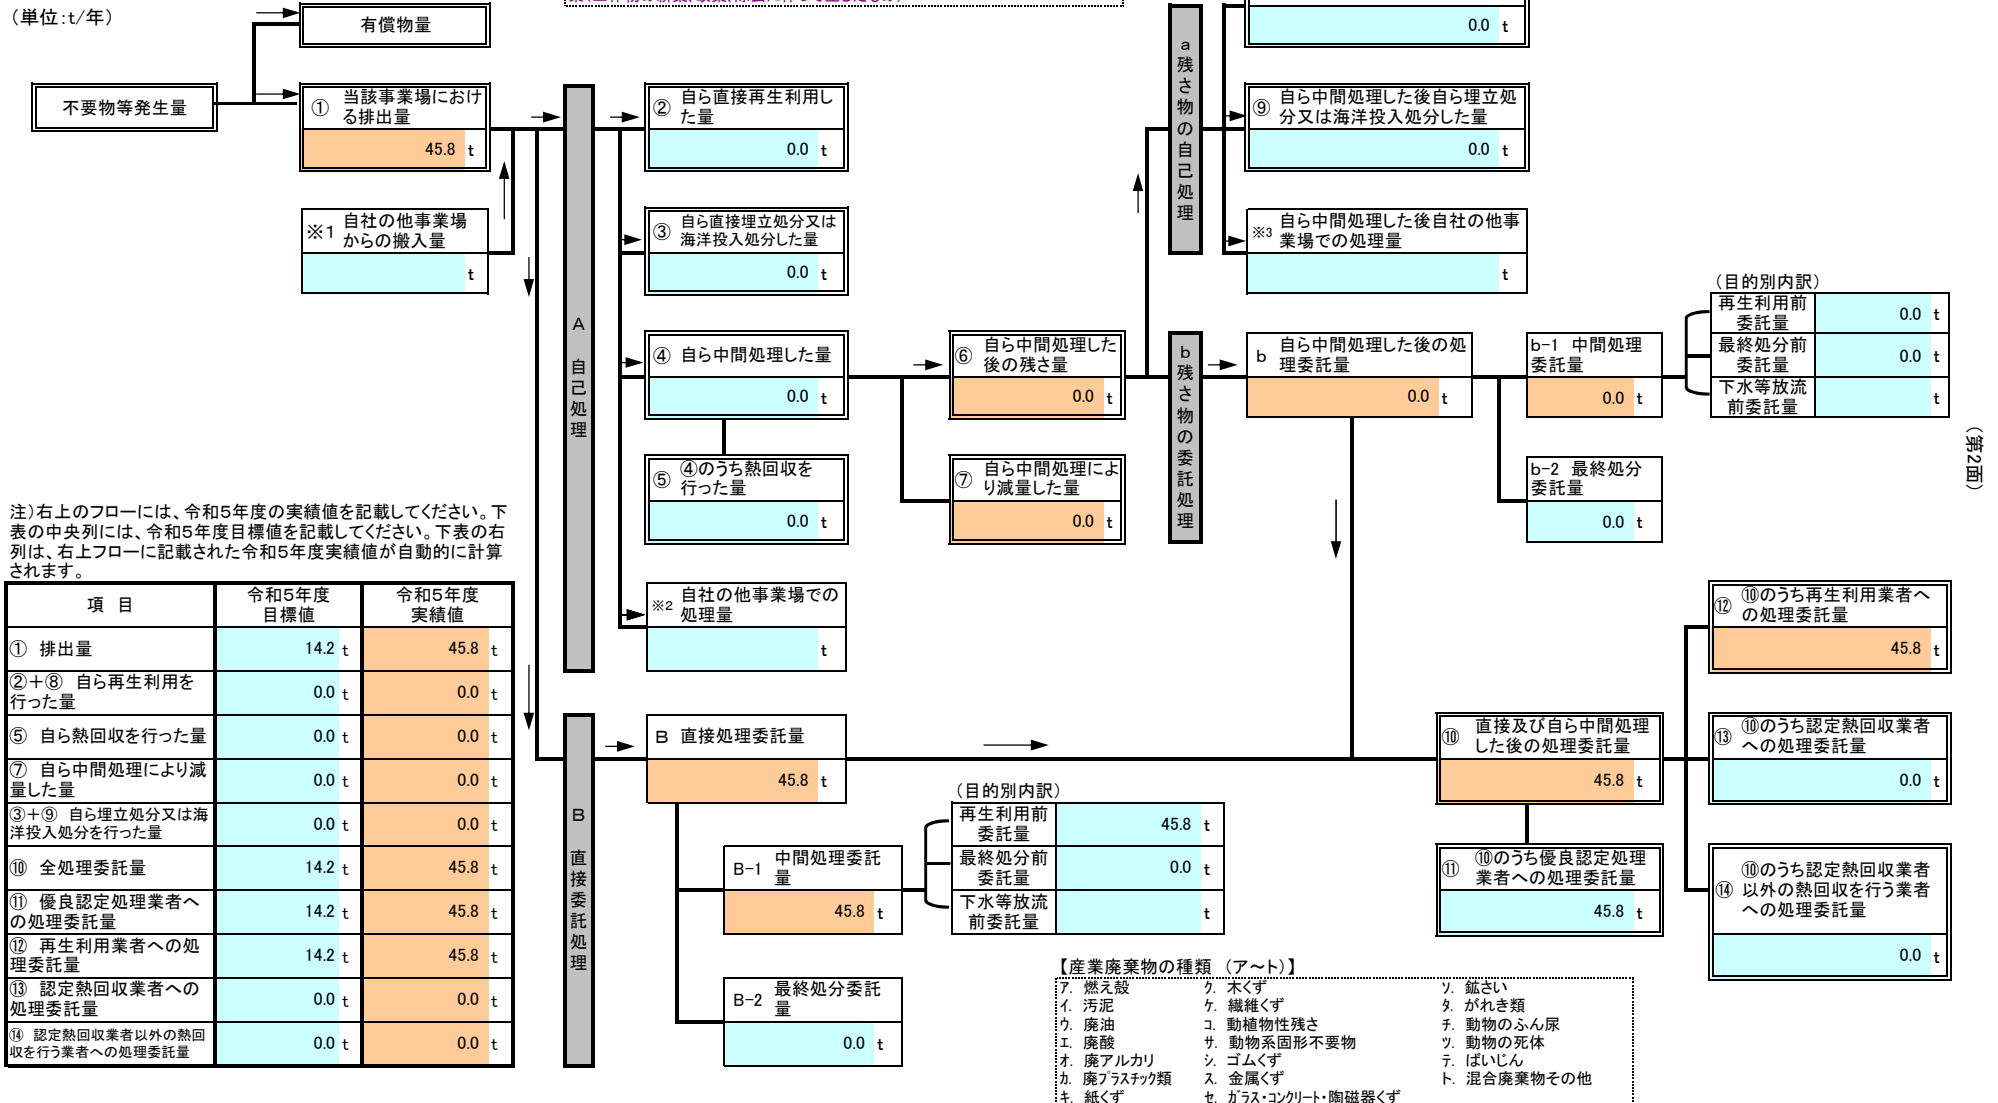 （単位：t/年）
有償物量
不要物等発生量
① 当該事業場におけ
る排出量
45.8 t
※1 自社の他事業場
からの搬入量
t
A 自己処理
② 自ら直接再生利用し
た量
0.0 t
③ 自ら直接埋立処分又は
海洋投入処分した量
0.0 t
④ 自ら中間処理した量
0.0 t
⑤ ④のうち熱回収を
行った量
0.0 t
※2 自社の他事業場での
処理量
t
⑥ 自ら中間処理した
後の残さ量
0.0 t
⑦ 自ら中間処理によ
り減量した量
0.0 t
a 残さ物の自己処理
0.0 t
⑨ 自ら中間処理した後自ら埋立処
分又は海洋投入処分した量
0.0 t
※3 自ら中間処理した後自社の他事
業場での処理量
t
b 残さ物の委託処理
b 自ら中間処理した後の処
理委託量
0.0 t
b-1 中間処理
委託量
0.0 t
b-2 最終処分
委託量
0.0 t
（目的別内訳）
再生利用前
委託量
0.0 t
最終処分前
委託量
0.0 t
下水等放流
前委託量
t
（第2面）
注）右上のフローには、令和5年度の実績値を記載してください。下
表の中央列には、令和5年度目標値を記載してください。下表の右
列は、右上フローに記載された令和5年度実績値が自動的に計算
されます。
項 目
令和5年度
目標値
令和5年度
実績値
① 排出量
14.2 t
45.8 t
②＋⑧ 自ら再生利用を
行った量
0.0 t
0.0 t
⑤ 自ら熱回収を行った量
0.0 t
0.0 t
⑦ 自ら中間処理により減
量した量
0.0 t
0.0 t
③＋⑨ 自ら埋立処分又は海
洋投入処分を行った量
0.0 t
0.0 t
⑩ 全処理委託量
14.2 t
45.8 t
⑪ 優良認定処理業者へ
の処理委託量
14.2 t
45.8 t
⑫ 再生利用業者への処
理委託量
14.2 t
45.8 t
⑬ 認定熱回収業者への
処理委託量
0.0 t
0.0 t
⑭ 認定熱回収業者以外の熱回
収を行う業者への処理委託量
0.0 t
0.0 t
B 直接委託処理
B 直接処理委託量
45.8 t
B-1 中間処理委託
量
45.8 t
B-2 最終処分委託
量
0.0 t
（目的別内訳）
再生利用前
委託量
45.8 t
最終処分前
委託量
0.0 t
下水等放流
前委託量
t
⑩ 直接及び自ら中間処理
した後の処理委託量
45.8 t
⑪ ⑩のうち優良認定処理
業者への処理委託量
45.8 t
⑫ ⑩のうち再生利用業者へ
の処理委託量
45.8 t
⑬ ⑩のうち認定熱回収業者
への処理委託量
0.0 t
⑭ ⑩のうち認定熱回収業者
以外の熱回収を行う業者
への処理委託量
0.0 t
【産業廃棄物の種類 （ア～ト）】
ア. 燃え殻
イ. 汚泥
ウ. 廃油
エ. 廃酸
オ. 廃アルカリ
カ. 廃プラスチック類
キ. 紙くず
ク. 木くず
ケ. 繊維くず
コ. 動植物性残さ
サ. 動物系固形不要物
シ. ゴムくず
ス. 金属くず
セ. ガラス・コンクリート・陶磁器くず
ソ. 鉱さい
タ. がれき類
チ. 動物のふん尿
ツ. 動物の死体
テ. ばいじん
ト. 混合廃棄物その他